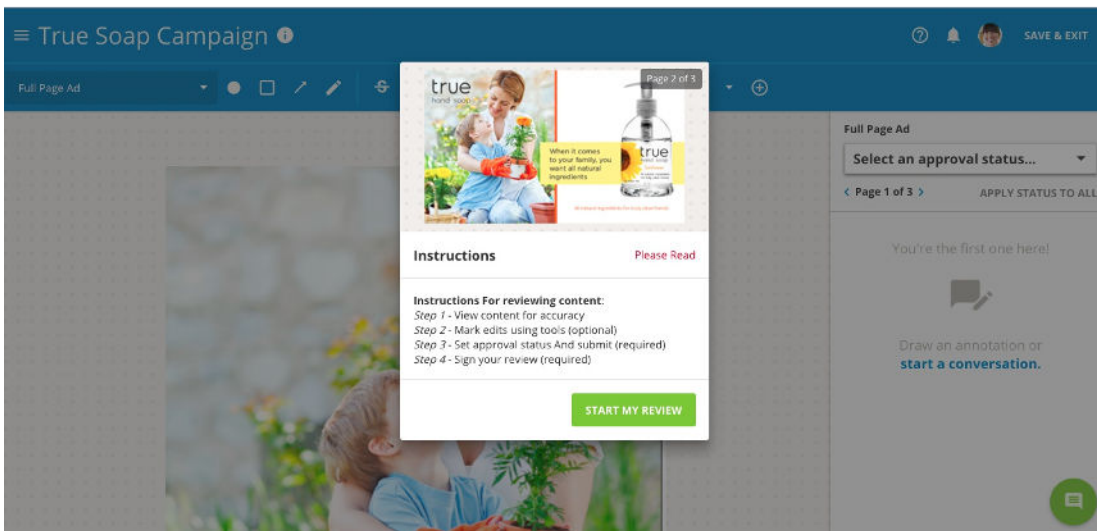 True Soap Campaign
SAVE & EXIT
Full Page Ad
Page 2 of 3
true
hand soap
When it comes
to your family, you
want all natural
ingredients
true
Instructions
Please Read
Instructions For reviewing content:
Step 1 - View content for accuracy
Step 2 - Mark edits using tools (optional)
Step 3 - Set approval status And submit (required)
Step 4 - Sign your review (required)
START MY REVIEW
Full Page Ad
Select an approval status...
Page 1 of 3
APPLY STATUS TO ALL
You're the first one here!
Draw an annotation or
start a conversation.